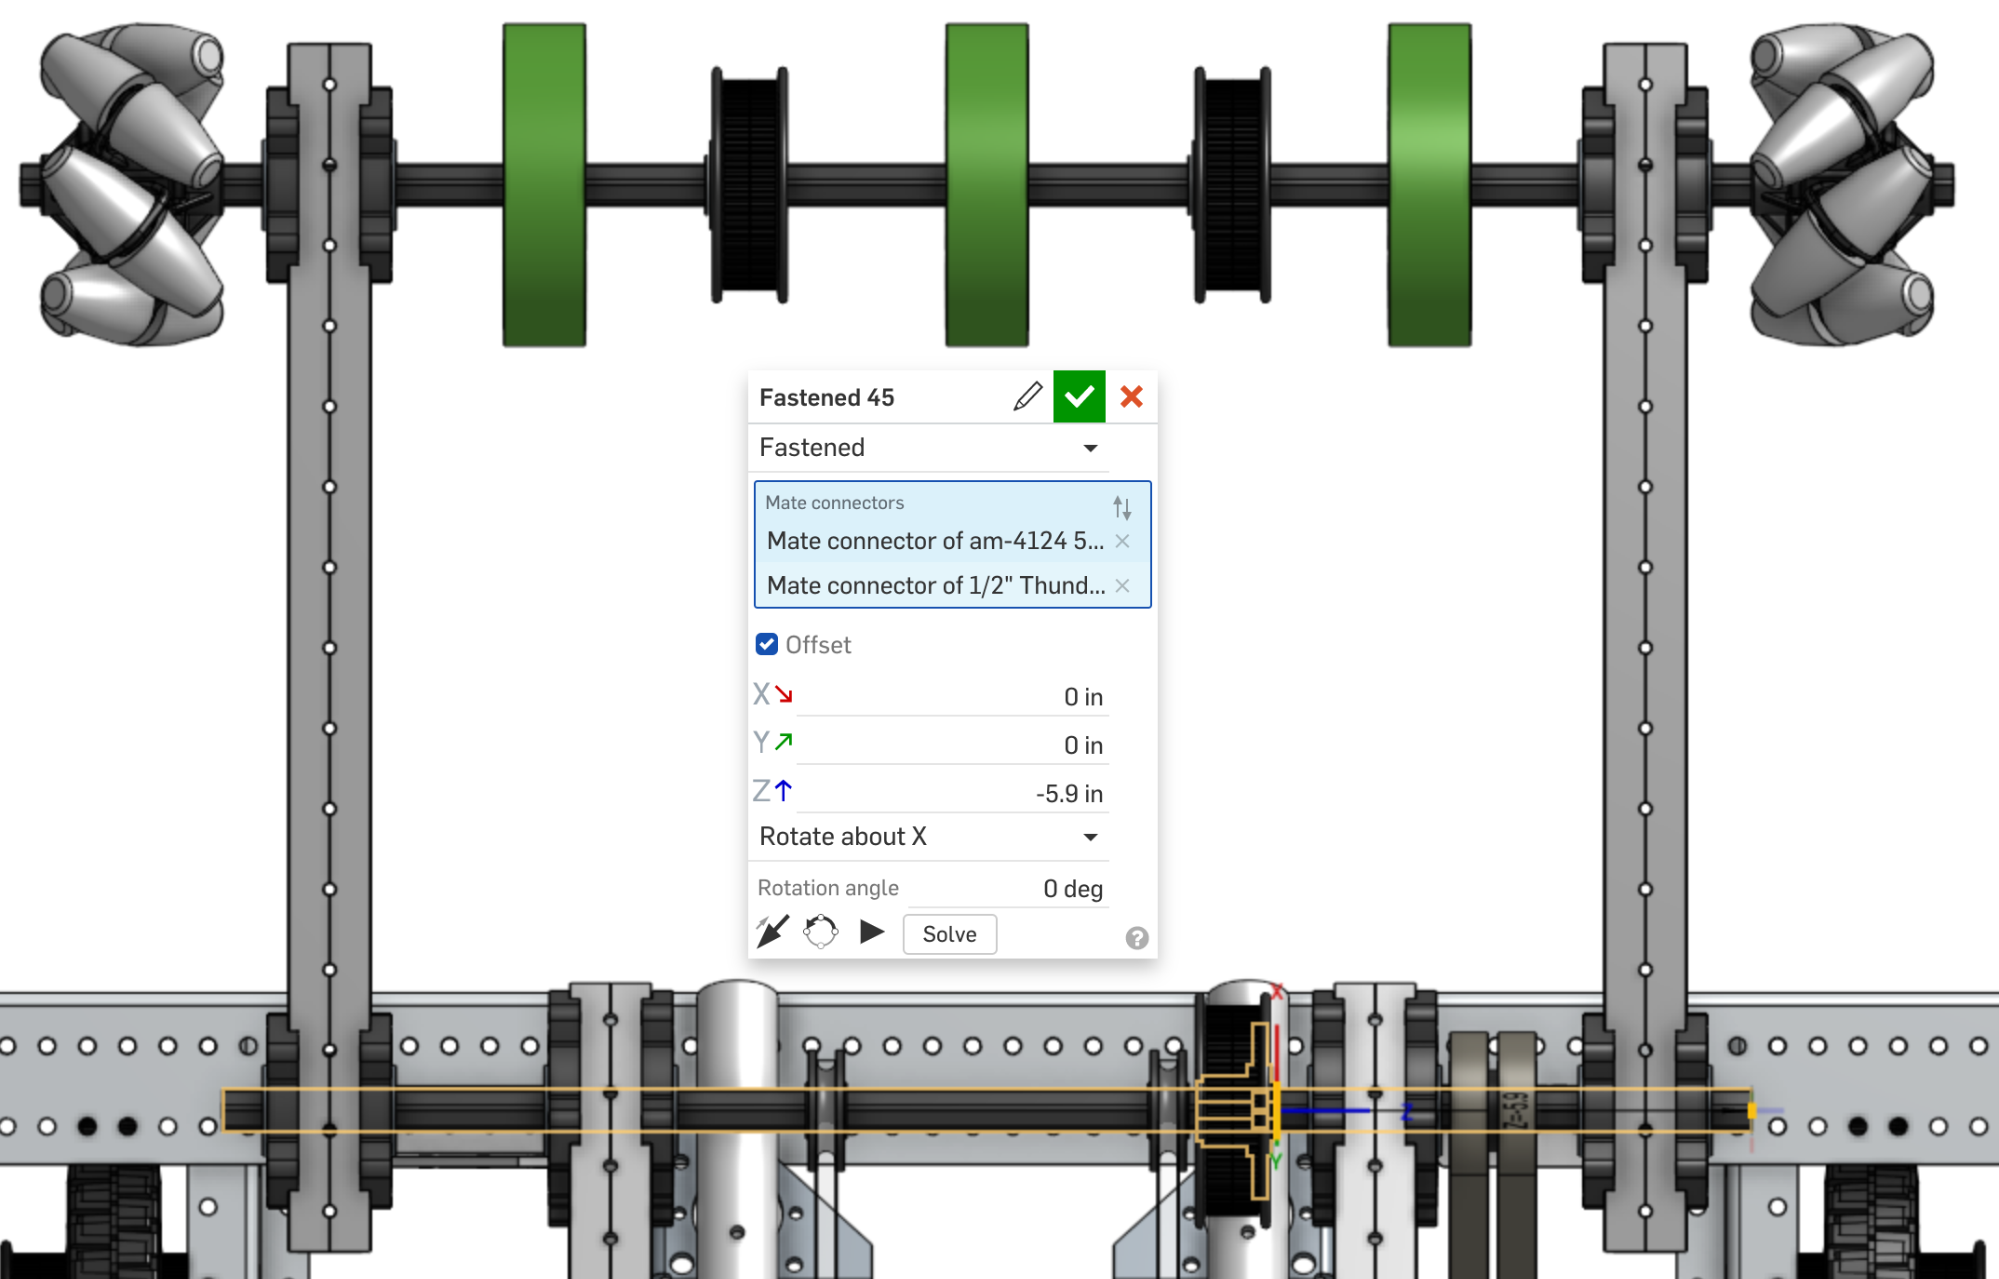 Fastened 45
Fastened
Mate connectors
Mate connector of am-4124 5...
Mate connector of 1/2" Thund...
Offset
X 0 in
Y 0 in
Z -5.9 in
Rotate about X
Rotation angle 0 deg
Solve
?
X
Z
Z=-5.9
Y